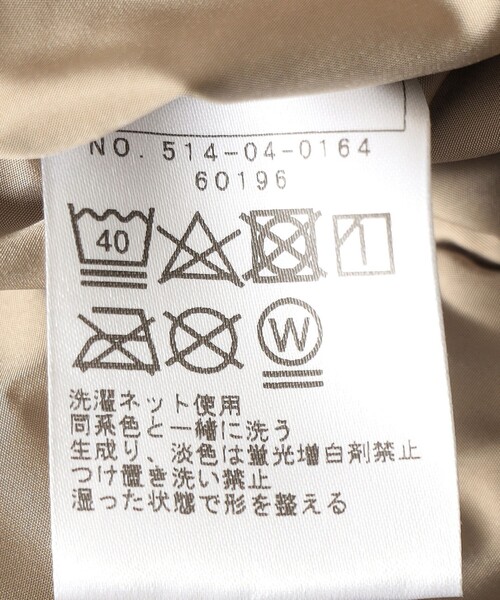 NO. 514-04-0164
60196
40
W
洗濯ネット使用
同系色と一緒に洗う
生成り、淡色は蛍光増白剤禁止
つけ置き洗い禁止
湿った状態で形を整える